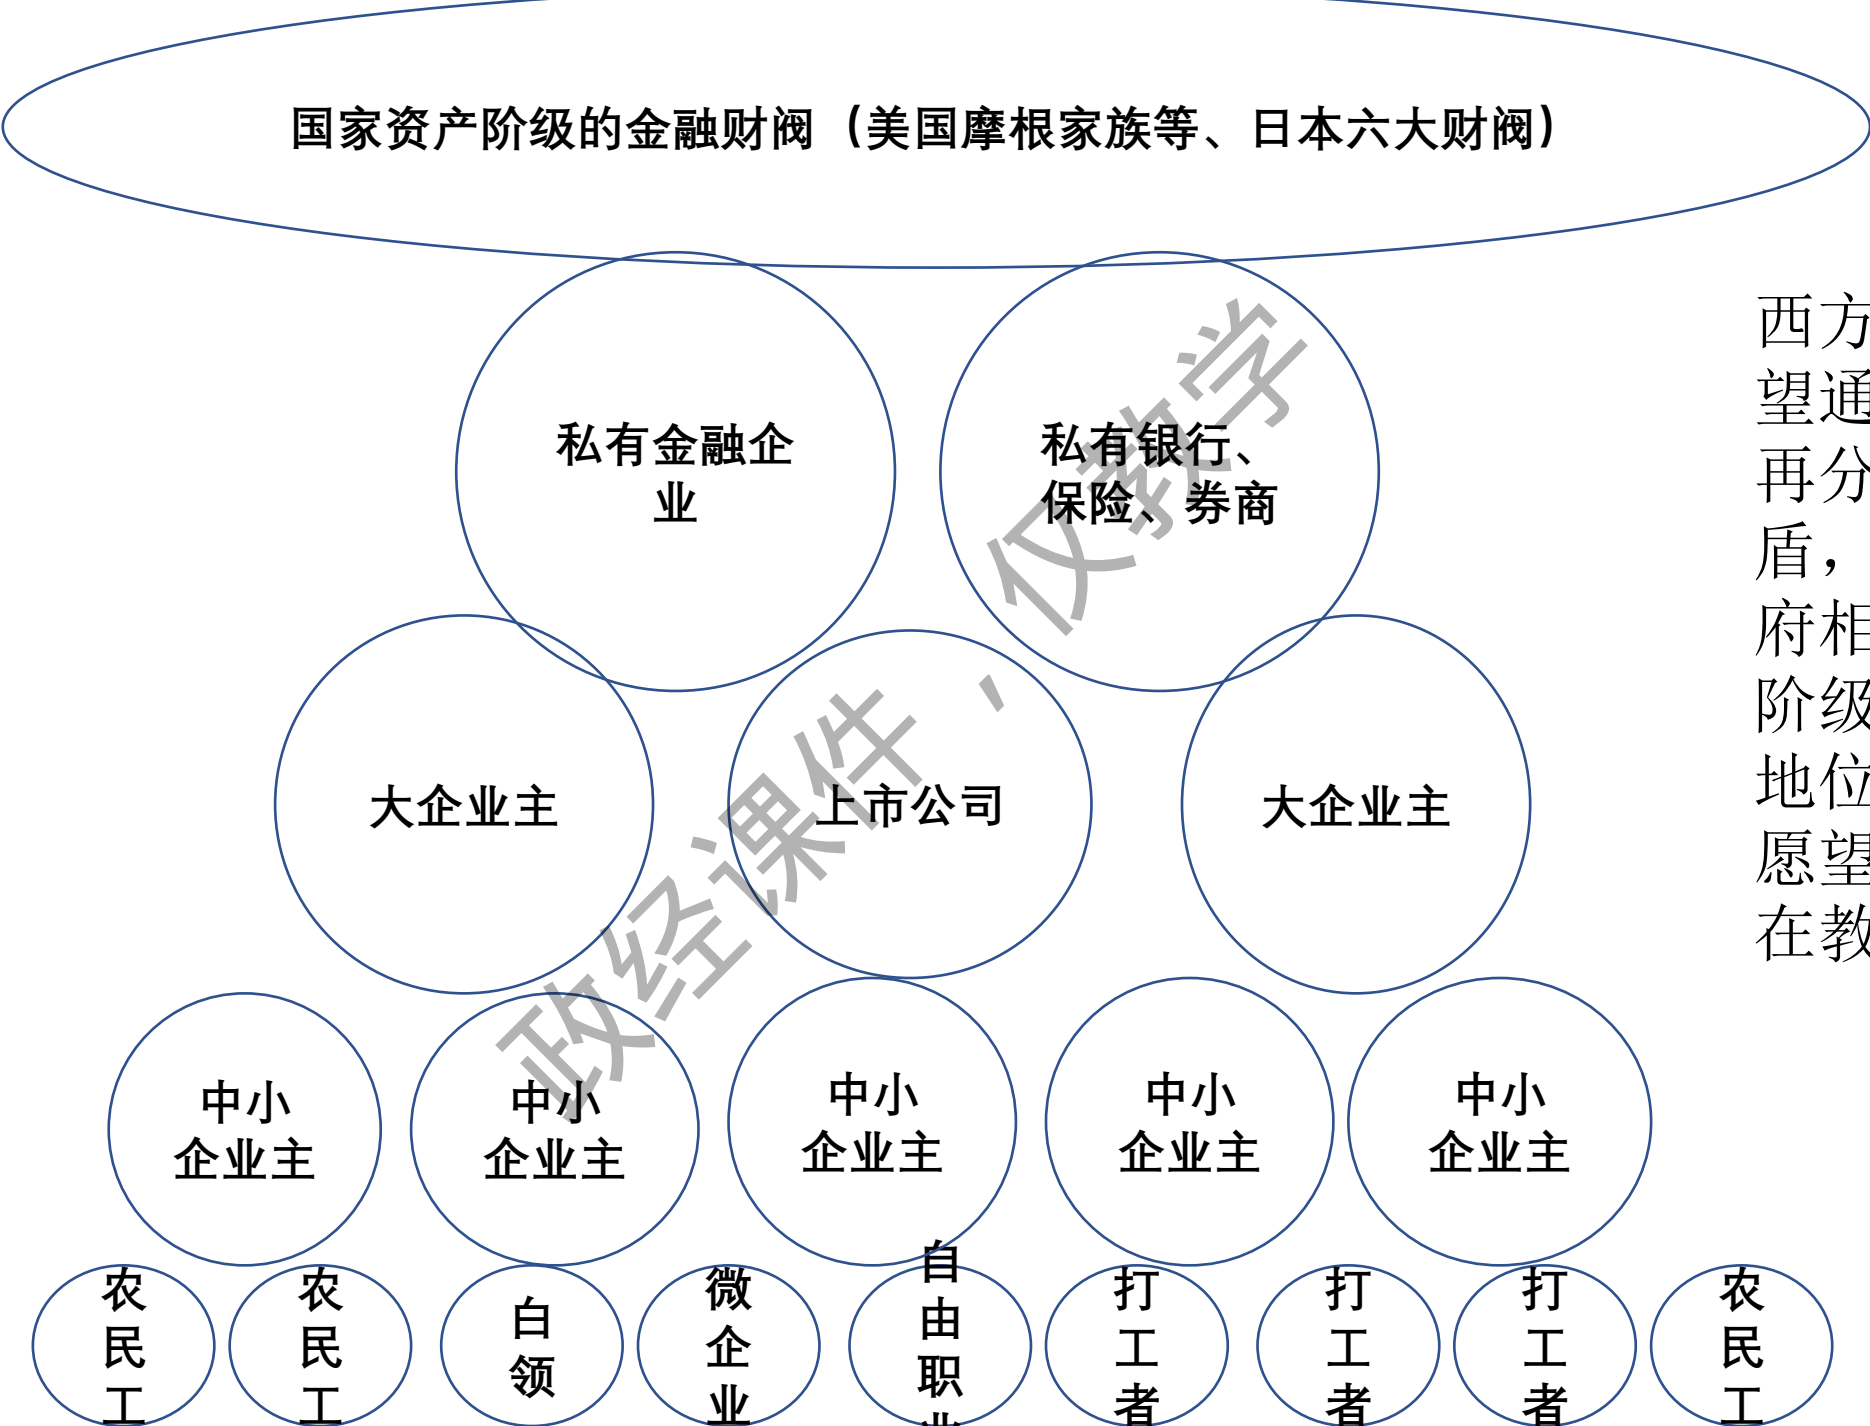 国家资产阶级的金融财阀（美国摩根家族等、日本六大财阀）
私有金融企
业
私有银行、
保险、券商
大企业主
上市公司
大企业主
中小
企业主
中小
企业主
中小
企业主
中小
企业主
中小
企业主
农
民
工
农
民
工
白
领
微
企
业
自
由
职
业
打
工
者
打
工
者
打
工
者
农
民
工
西方
望通
再分
盾，
府相
阶级
地位
愿望
在教
政经课件，仅教学